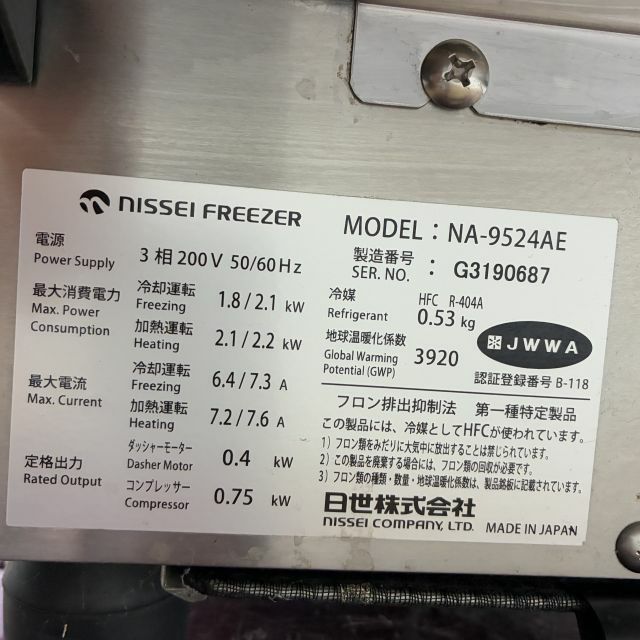 NISSEI FREEZER
MODEL : NA-9524AE
電源
Power Supply
3 相 200V 50/60Hz
製造番号
SER. NO. : G3190687
最大消費電力
Max. Power
Consumption
冷却運転
Freezing 1.8 / 2.1 kW
加熱運転
Heating 2.1 / 2.2 kW
冷媒
Refrigerant
HFC R-404A
0.53 kg
地球温暖化係数
Global Warming
Potential (GWP)
3920
JWWA
認証登録番号 B-118
最大電流
Max. Current
冷却運転
Freezing 6.4 / 7.3 A
加熱運転
Heating 7.2 / 7.6 A
定格出力
Rated Output
ダッシャーモーター
Dasher Motor 0.4 kW
コンプレッサー
Compressor 0.75 kW
フロン排出抑制法 第一種特定製品
この製品には、冷媒としてHFCが使われています。
1）フロン類をみだりに大気中に放出することは禁じられています。
2）この製品を廃棄する場合には、フロン類の回収が必要です。
3）フロン類の種類・数量・地球温暖化係数は、製品銘板に記載されています。
日世株式会社
NISSEI COMPANY, LTD. MADE IN JAPAN